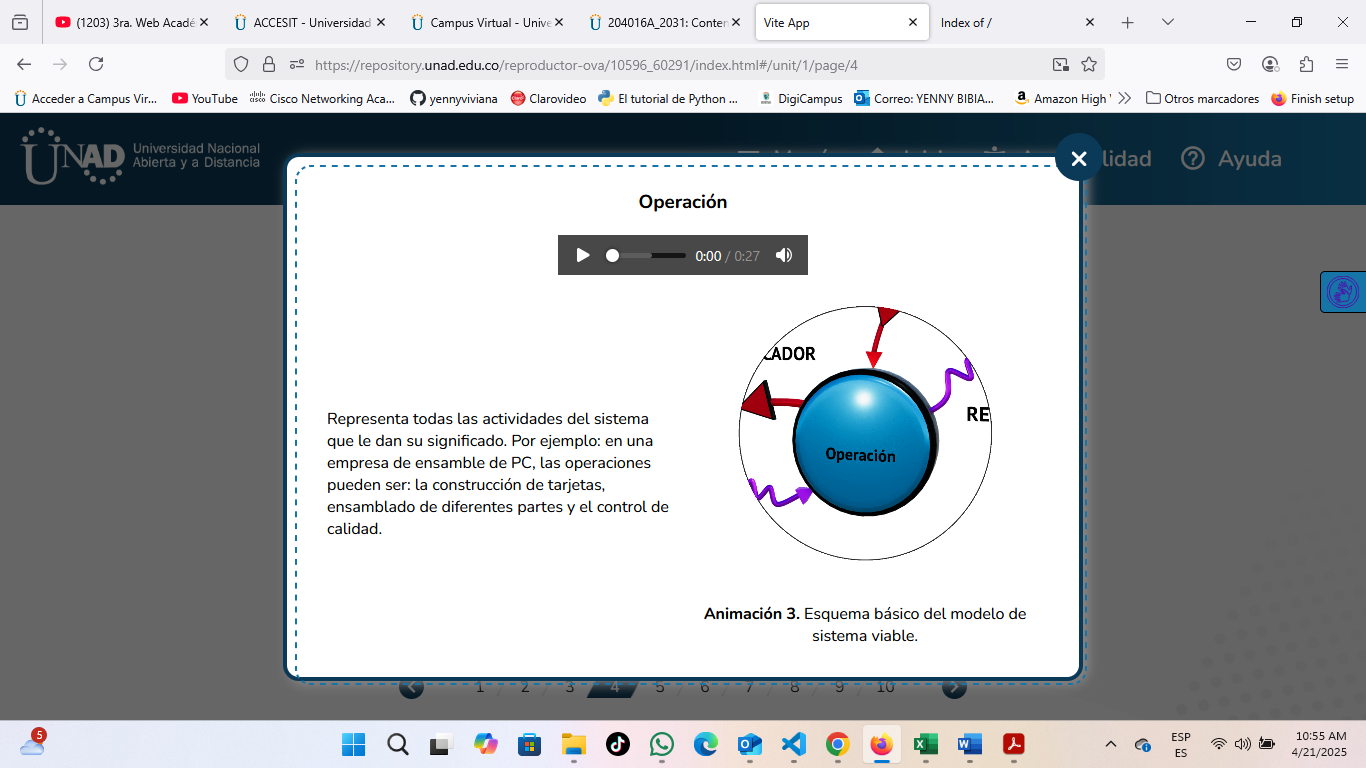 (1203) 3ra. Web Acadé
ACCESIT - Universidad
Campus Virtual - Unive
204016A_2031: Conten
Vite App
Index of /
https://repository.unad.edu.co/reproductor-ova/10596_60291/index.html#/unit/1/page/4
Acceder a Campus Vir...
YouTube
cisco
Cisco Networking Aca...
yennyviviana
Clarovideo
El tutorial de Python ...
DigiCampus
Correo: YENNY BIBIA...
Amazon High
Otros marcadores
Finish setup
UNAD
Universidad Nacional
Abierta y a Distancia
lidad
Ayuda
Operación
0:00 / 0:27
CADOR
RE
Operación
Representa todas las actividades del sistema
que le dan su significado. Por ejemplo: en una
empresa de ensamble de PC, las operaciones
pueden ser: la construcción de tarjetas,
ensamblado de diferentes partes y el control de
calidad.
Animación 3. Esquema básico del modelo de
sistema viable.
1 / 2 / 3 4 5 / 6 / 7 / 8 / 9 / 10
5
ESP
ES
10:55 AM
4/21/2025